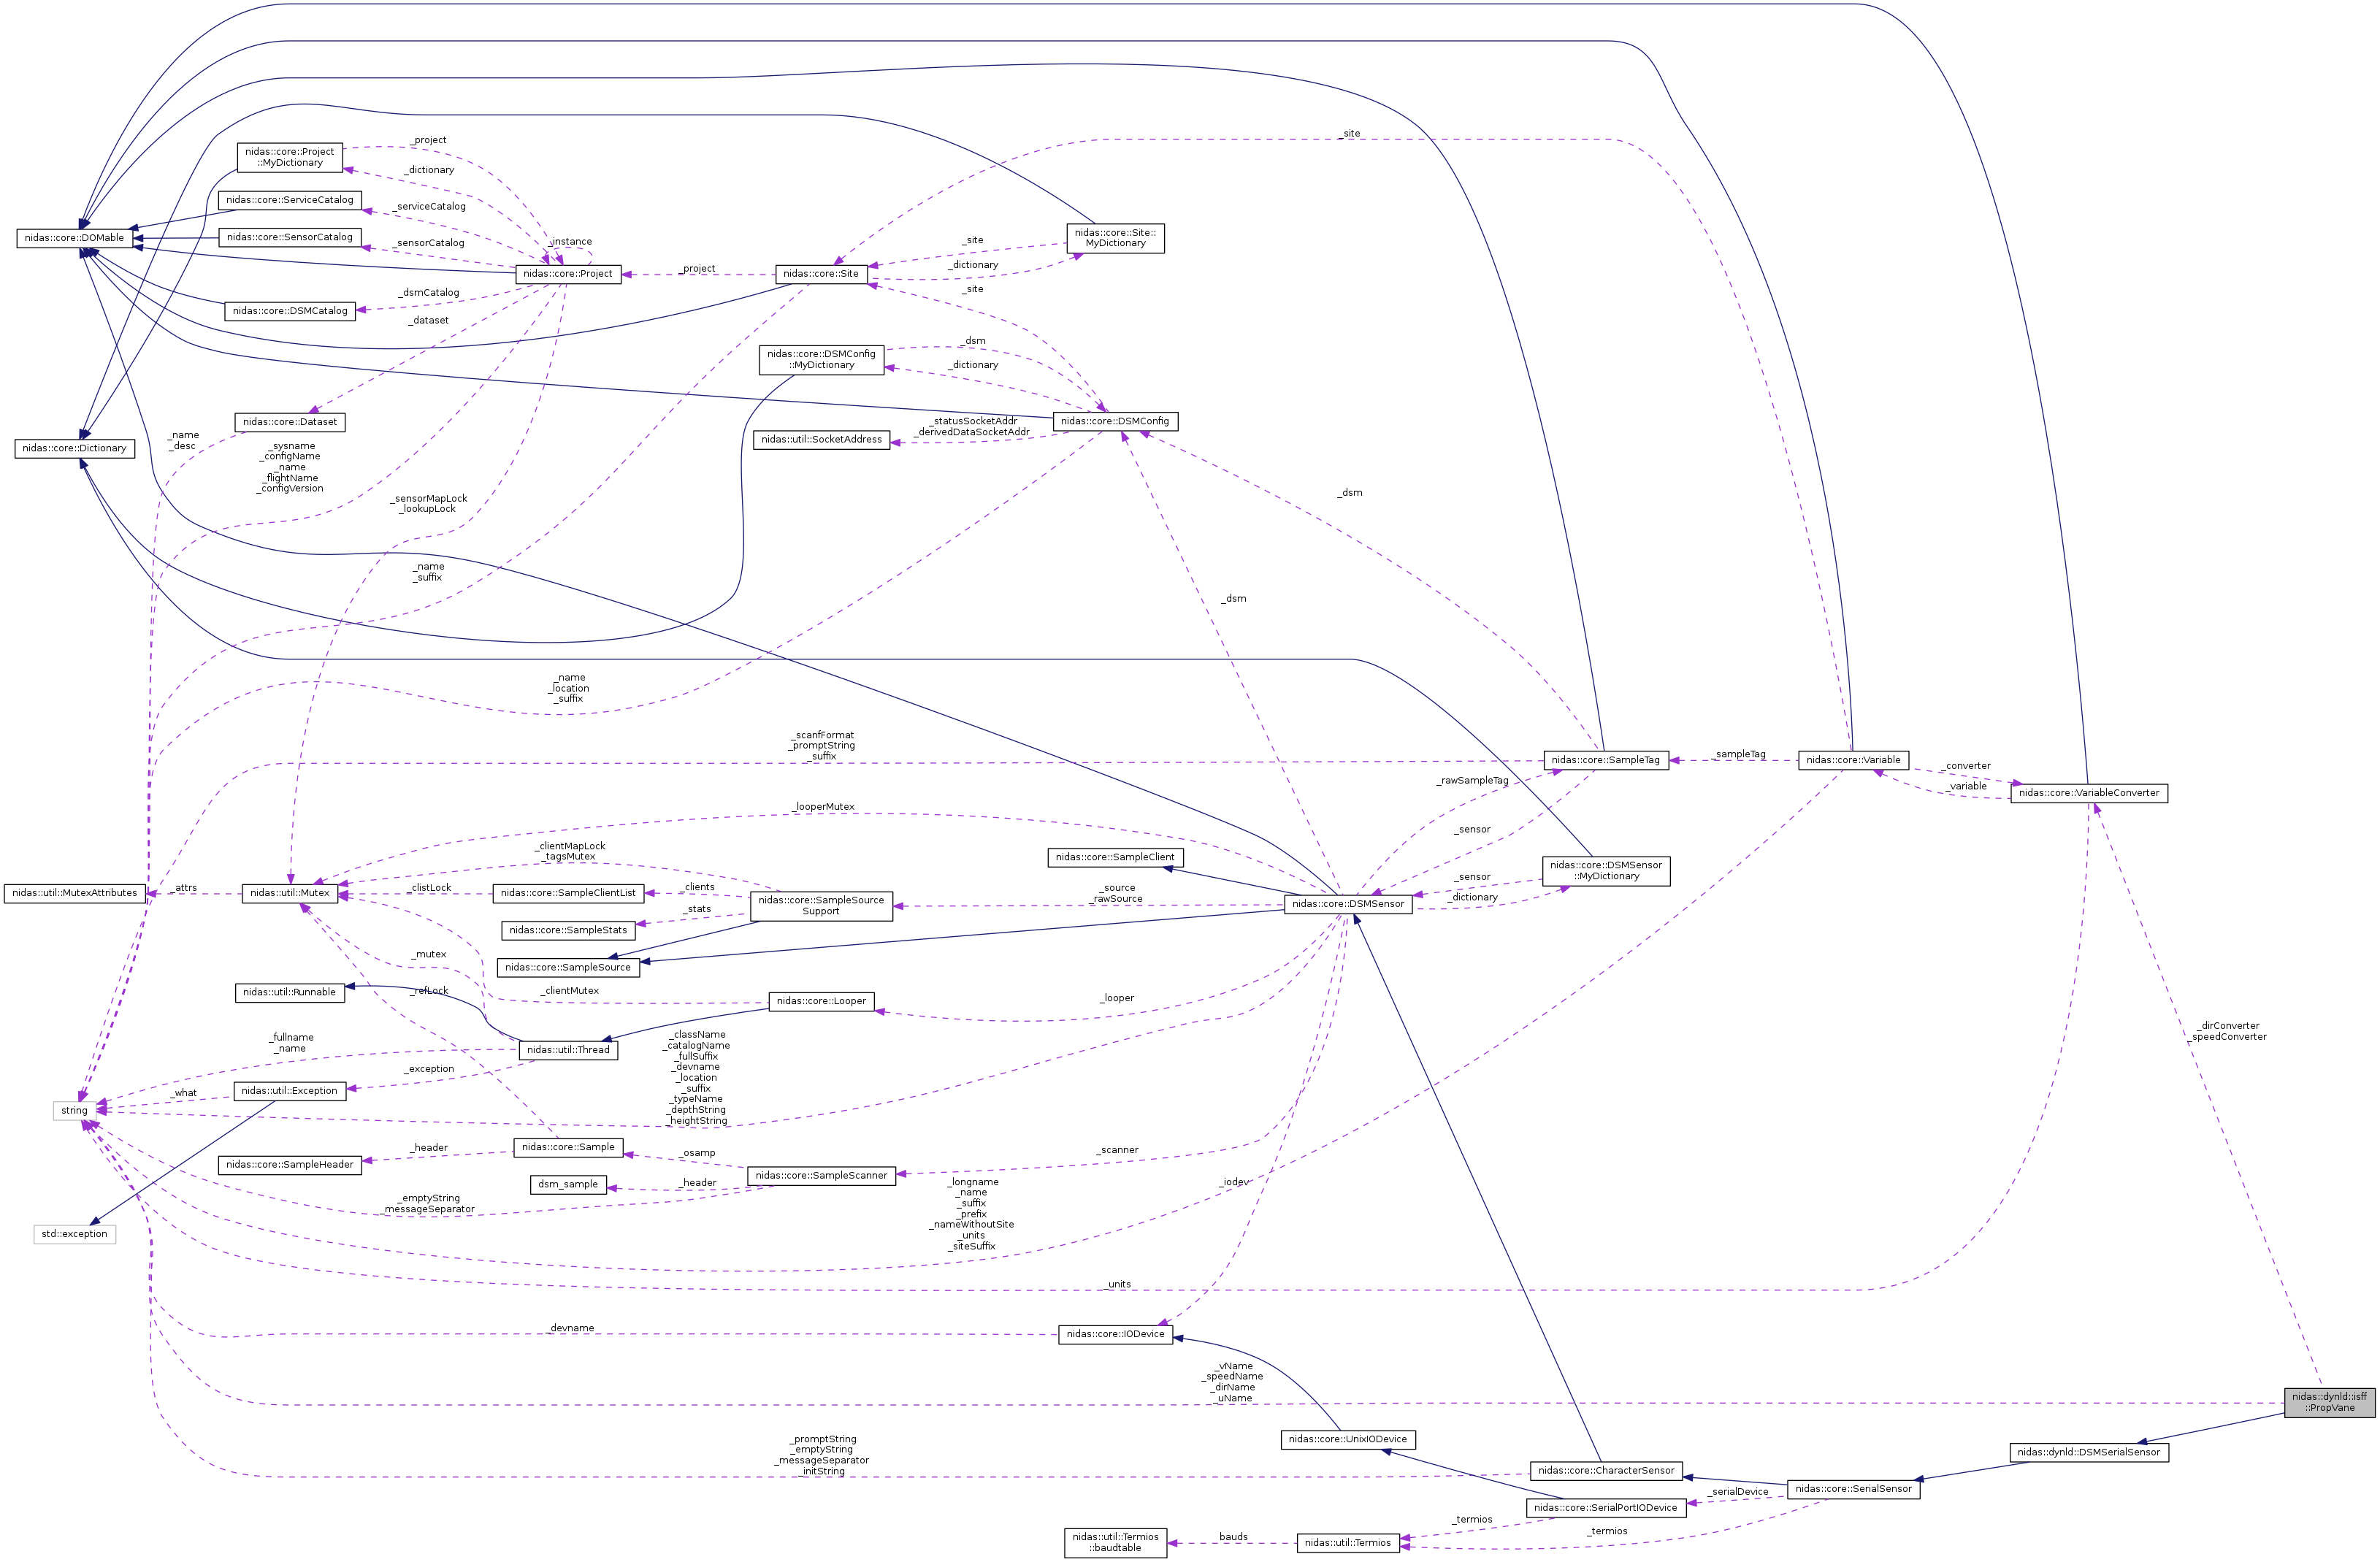 _project
nidas::core::Project
::MyDictionary
_site
_dictionary
nidas::core::ServiceCatalog
_serviceCatalog
nidas::core::DOMable
nidas::core::SensorCatalog
_sensorCatalog
_instance
_site
nidas::core::Site::
MyDictionary
nidas::core::Project
_project
nidas::core::Site
_dictionary
_dsmCatalog
_site
nidas::core::DSMCatalog
_dataset
_dsm
nidas::core::DSMConfig
::MyDictionary
_dictionary
nidas::core::Dataset
nidas::core::DSMConfig
_statusSocketAddr
_derivedDataSocketAddr
nidas::util::SocketAddress
nidas::core::Dictionary
_name
_desc
_sysname
_configName
_name
_flightName
_configVersion
_sensorMapLock
_lookupLock
_dsm
_name
_suffix
_dsm
_name
_location
_suffix
_scanfFormat
_promptString
_suffix
nidas::core::SampleTag
_sampleTag
nidas::core::Variable
_converter
_variable
nidas::core::VariableConverter
_rawSampleTag
_looperMutex
_sensor
_clientMapLock
_tagsMutex
nidas::core::SampleClient
nidas::core::DSMSensor
::MyDictionary
_sensor
_dictionary
nidas::util::MutexAttributes
_attrs
nidas::util::Mutex
_clistLock
nidas::core::SampleClientList
_clients
nidas::core::SampleSource
Support
_source
_rawSource
nidas::core::DSMSensor
_stats
nidas::core::SampleStats
_mutex
nidas::core::SampleSource
nidas::util::Runnable
_refLock
_clientMutex
nidas::core::Looper
_looper
_dirConverter
_speedConverter
_fullname
_name
nidas::util::Thread
_className
_catalogName
_fullSuffix
_devname
_location
_suffix
_typeName
_depthString
_heightString
_exception
_what
nidas::util::Exception
string
nidas::core::Sample
_header
nidas::core::SampleHeader
_osamp
_scanner
nidas::core::SampleScanner
dsm_sample
_header
_emptyString
_messageSeparator
_longname
_name
_suffix
_prefix
_nameWithoutSite
_units
_siteSuffix
_iodev
std::exception
_units
_devname
nidas::core::IODevice
_vName
_speedName
_dirName
_uName
nidas::dynld::isff
::PropVane
nidas::core::UnixIODevice
nidas::dynld::DSMSerialSensor
_promptString
_emptyString
_messageSeparator
_initString
nidas::core::CharacterSensor
nidas::core::SerialSensor
_serialDevice
nidas::core::SerialPortIODevice
_termios
_termios
nidas::util::Termios
bauds
nidas::util::Termios
::baudtable